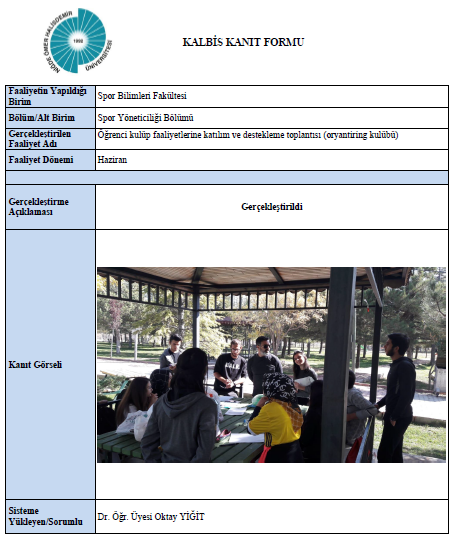 NİĞDE ÖMER HALİSDEMİR ÜNİVERSİTESİ
1992
KALBİS KANIT FORMU
Faaliyetin Yapıldığı Birim
Spor Bilimleri Fakültesi
Bölüm/Alt Birim
Spor Yöneticiliği Bölümü
Gerçekleştirilen Faaliyet Adı
Öğrenci kulüp faaliyetlerine katılım ve destekleme toplantısı (oryantiring kulübü)
Faaliyet Dönemi
Haziran
Gerçekleştirme Açıklaması
Gerçekleştirildi
Kanıt Görseli
Sisteme Yükleyen/Sorumlu
Dr. Öğr. Üyesi Oktay YİĞİT